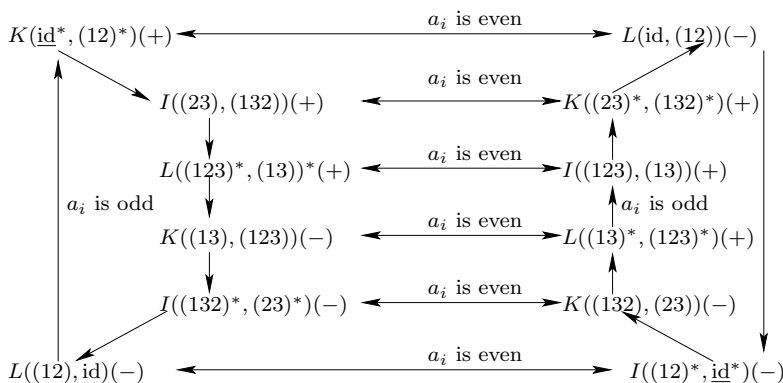 a_i is even
K(id*, (12)*)(+) L(id, (12))(−)
a_i is even
I((23), (132))(+) K((23)*, (132)*)(+)
a_i is even
L((123)*, (13))*(+) I((123), (13))(+)
a_i is odd a_i is odd
a_i is even
K((13), (123))(−) L((13)*, (123)*)(+)
a_i is even
I((132)*, (23)*)(−) K((132), (23))(−)
a_i is even
L((12), id)(−) I((12)*, id*)(−)